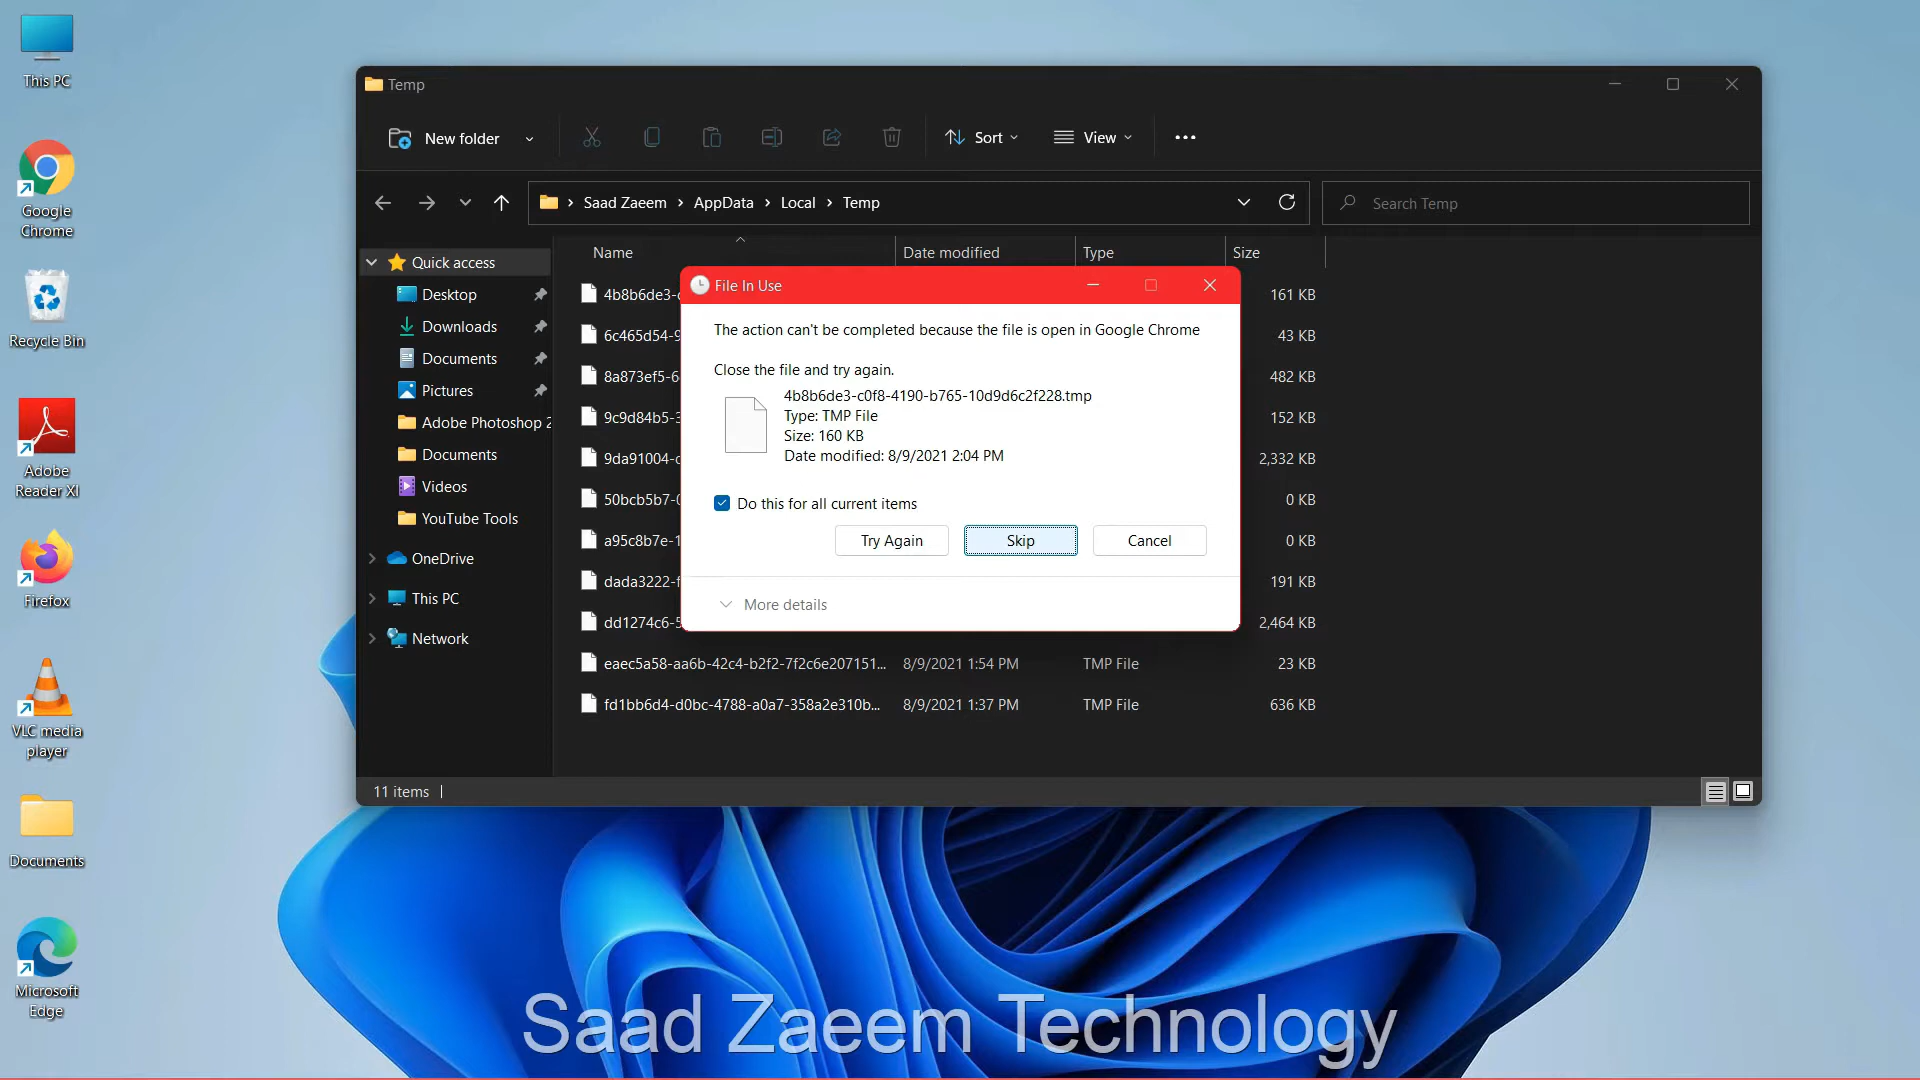 This PC
Google
Chrome
Recycle Bin
Adobe
Reader XI
Firefox
VLC media
player
Documents
Microsoft
Edge
Temp
New folder
Sort
View
Saad Zaeem > AppData > Local > Temp
Search Temp
Quick access
Desktop
Downloads
Documents
Pictures
Adobe Photoshop 2
Documents
Videos
YouTube Tools
OneDrive
This PC
Network
Name Date modified Type Size
4b8b6de3-c 161 KB
6c465d54-9 43 KB
8a873ef5-6 482 KB
9c9d84b5-3 152 KB
9da91004-c 2,332 KB
50bcb5b7-0 0 KB
a95c8b7e-1 0 KB
dada3222-f 191 KB
dd1274c6-5 2,464 KB
eaec5a58-aa6b-42c4-b2f2-7f2c6e207151... 8/9/2021 1:54 PM TMP File 23 KB
fd1bb6d4-d0bc-4788-a0a7-358a2e310b... 8/9/2021 1:37 PM TMP File 636 KB
11 items
File In Use
The action can't be completed because the file is open in Google Chrome
Close the file and try again.
4b8b6de3-c0f8-4190-b765-10d9d6c2f228.tmp
Type: TMP File
Size: 160 KB
Date modified: 8/9/2021 2:04 PM
Do this for all current items
Try Again Skip Cancel
More details
Saad Zaeem Technology